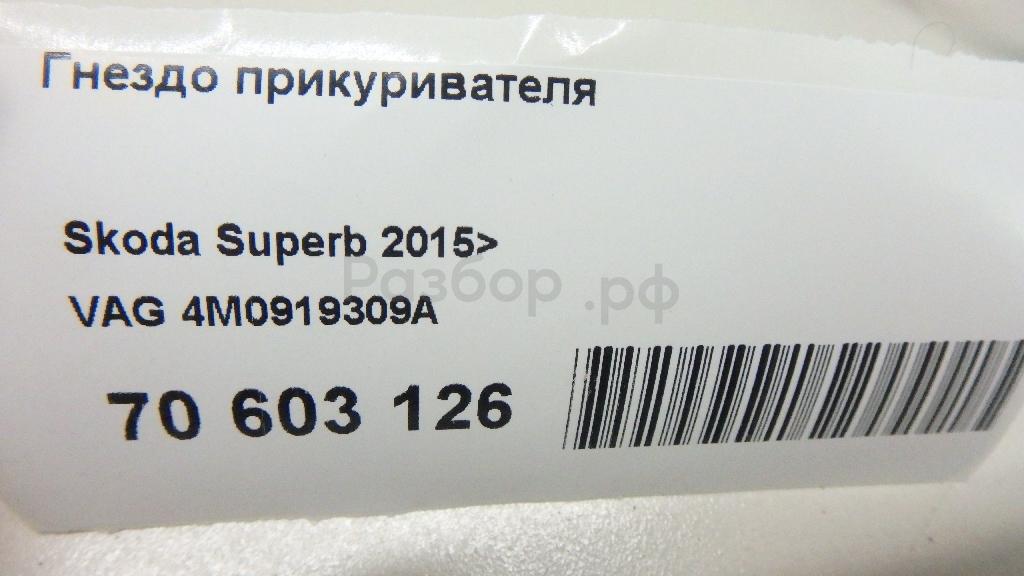 Гнездо прикуривателя
Skoda Superb 2015>
Разбор.рф
VAG 4M0919309A
70 603 126